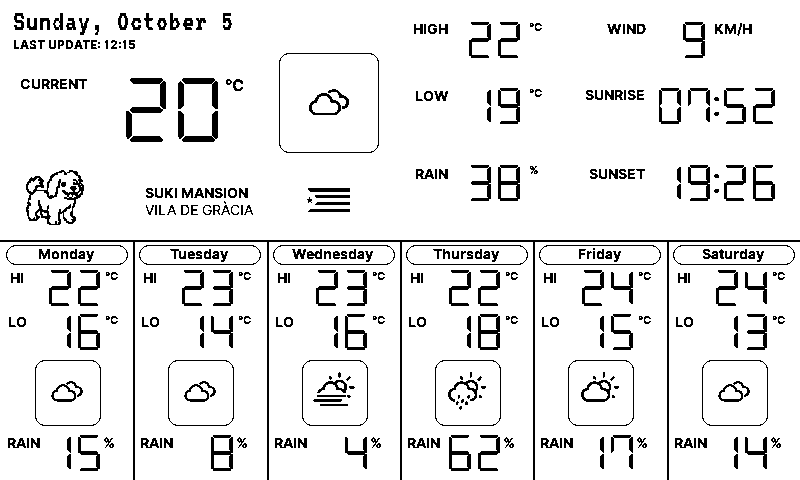 Sunday, October 5
LAST UPDATE: 12:15
CURRENT 20 °C
HIGH 22 °C
WIND 9 KM/H
LOW 19 °C
SUNRISE 07:52
RAIN 38 %
SUNSET 19:26
SUKI MANSION
VILA DE GRÀCIA
Monday
HI 22 °C
LO 16 °C
RAIN 15 %
Tuesday
HI 23 °C
LO 14 °C
RAIN 8 %
Wednesday
HI 23 °C
LO 16 °C
RAIN 4 %
Thursday
HI 22 °C
LO 18 °C
RAIN 62 %
Friday
HI 24 °C
LO 15 °C
RAIN 17 %
Saturday
HI 24 °C
LO 13 °C
RAIN 14 %